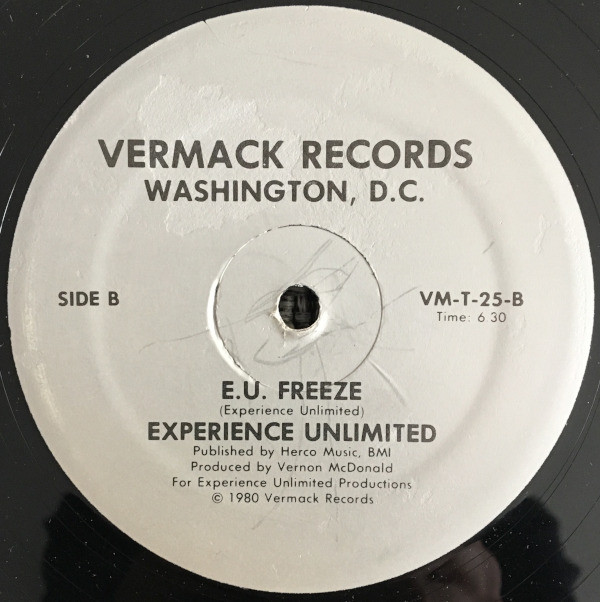 VERMACK RECORDS
WASHINGTON, D.C.
SIDE B
VM-T-25-B
Time: 6 30
E.U. FREEZE
(Experience Unlimited)
EXPERIENCE UNLIMITED
Published by Herco Music, BMI
Produced by Vernon McDonald
For Experience Unlimited Productions
© 1980 Vermack Records